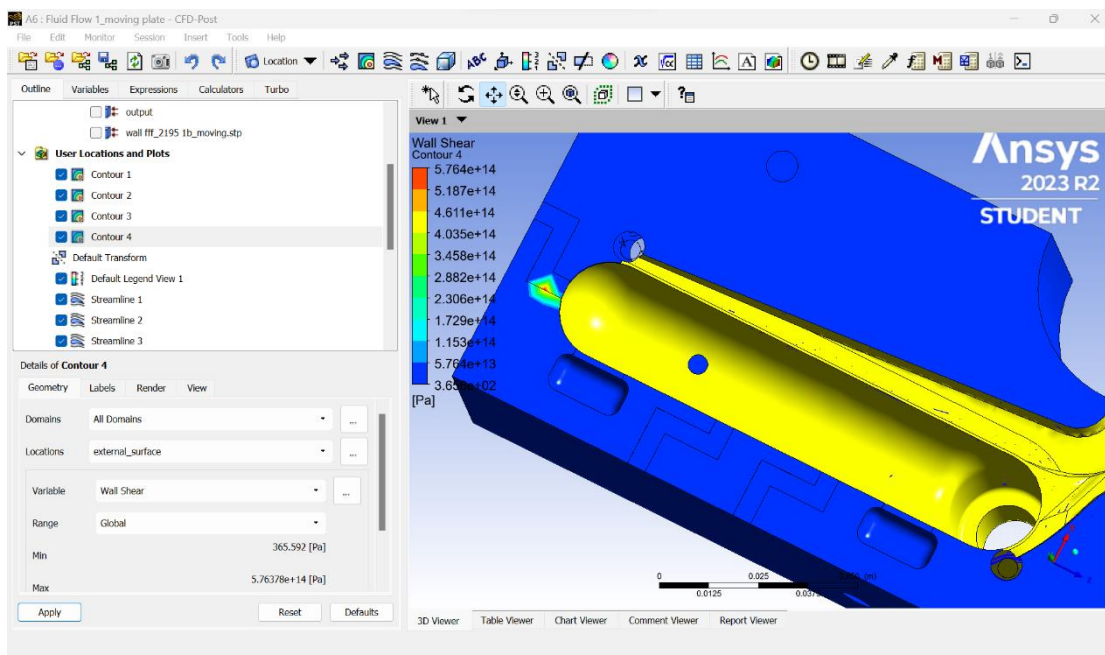 A6 : Fluid Flow 1_moving plate - CFD-Post
File Edit Monitor Session Insert Tools Help
Location
Outline Variables Expressions Calculators Turbo
output
wall fff_2195 1b_moving.stp
User Locations and Plots
Contour 1
Contour 2
Contour 3
Contour 4
Default Transform
Default Legend View 1
Streamline 1
Streamline 2
Streamline 3
Details of Contour 4
Geometry Labels Render View
Domains All Domains ...
Locations external_surface ...
Variable Wall Shear ...
Range Global
Min 365.592 [Pa]
Max 5.76378e+14 [Pa]
Apply Reset Defaults
View 1
Wall Shear
Contour 4
5.764e+14
5.187e+14
4.611e+14
4.035e+14
3.458e+14
2.882e+14
2.306e+14
1.729e+14
1.153e+14
5.764e+13
3.656e+02
[Pa]
Ansys
2023 R2
STUDENT
0 0.025 (m)
0.0125
3D Viewer Table Viewer Chart Viewer Comment Viewer Report Viewer